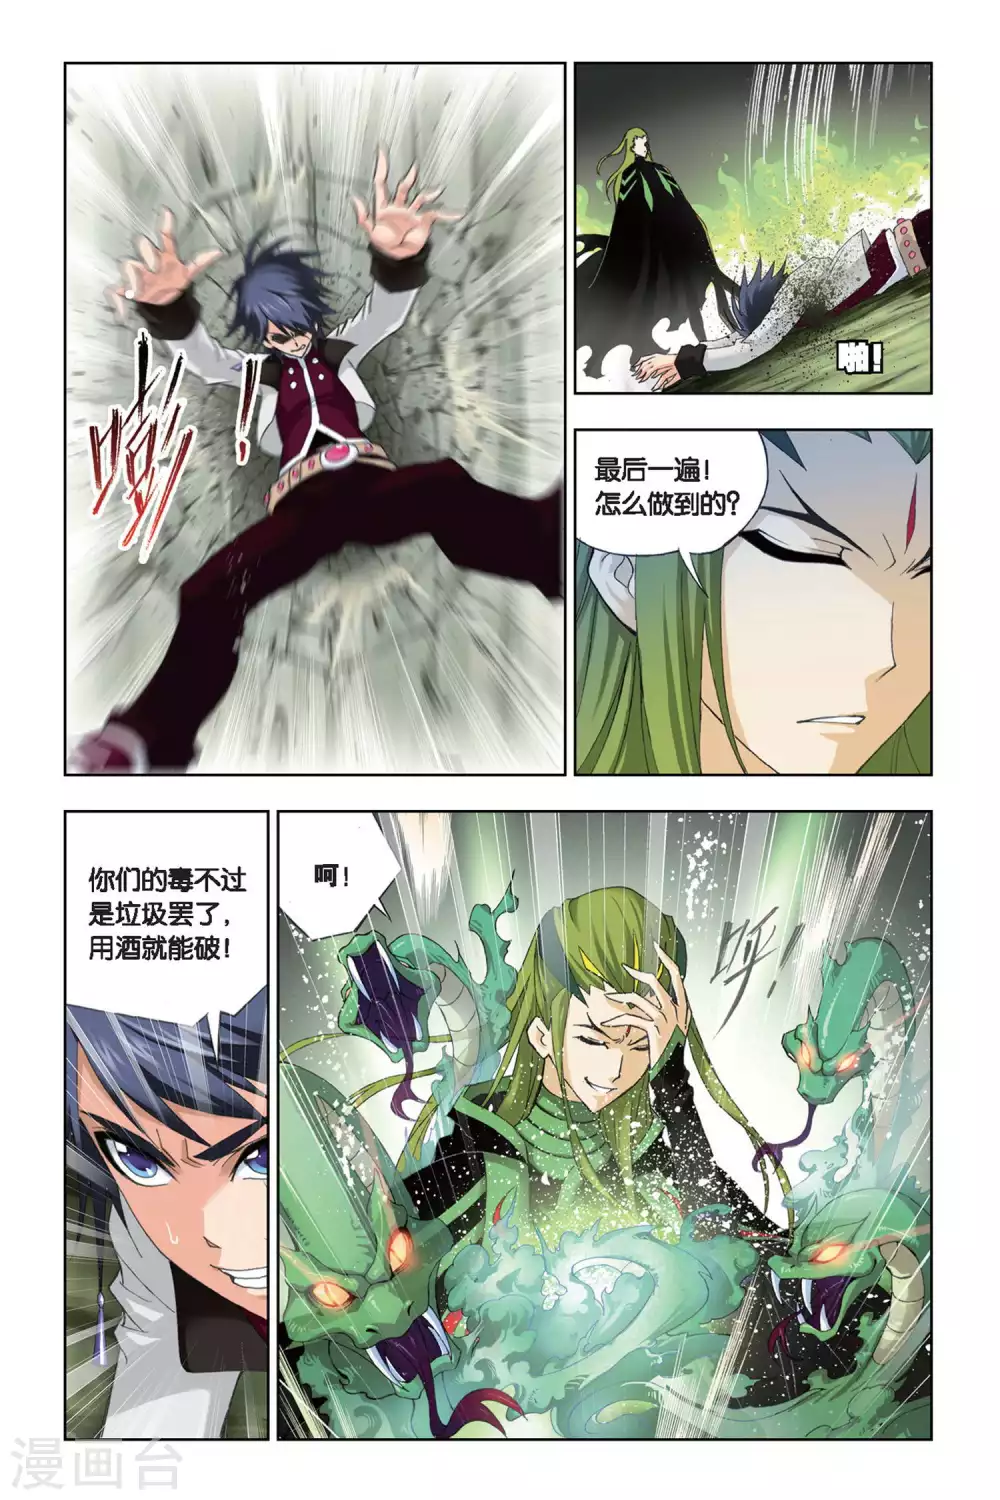 嘭！
啪！
最后一遍！
怎么做到的？
你们的毒不过
是垃圾罢了，
用酒就能破！
呵！
呼！
漫画台